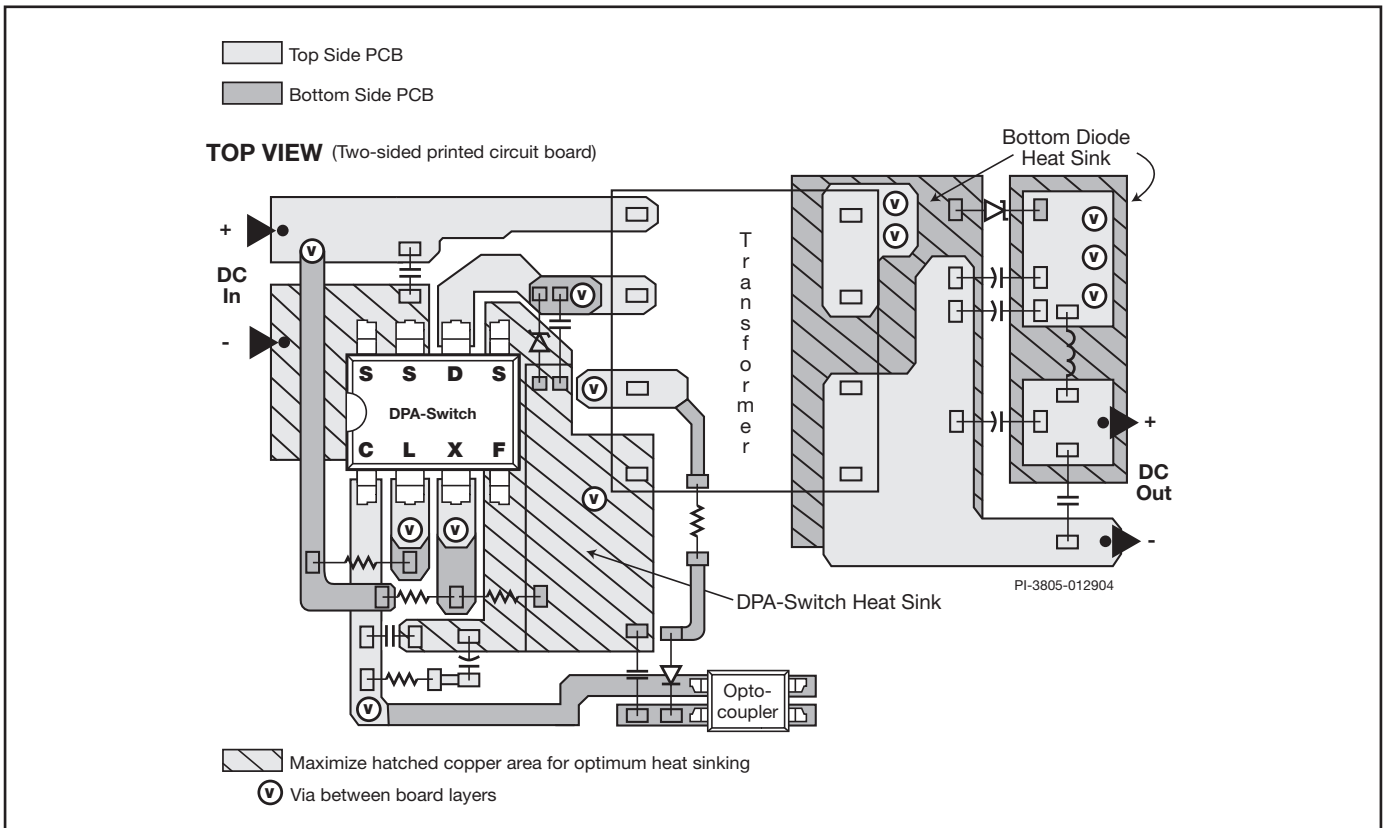 Top Side PCB
Bottom Side PCB
TOP VIEW (Two-sided printed circuit board)
Bottom Diode
Heat Sink
+
DC
In
-
V
V
Transformer
V
V
V
V
V
S S D S
DPA-Switch
C L X F
V
V
V
V
+
DC
Out
-
PI-3805-012904
DPA-Switch Heat Sink
V
Opto-
coupler
Maximize hatched copper area for optimum heat sinking
V Via between board layers